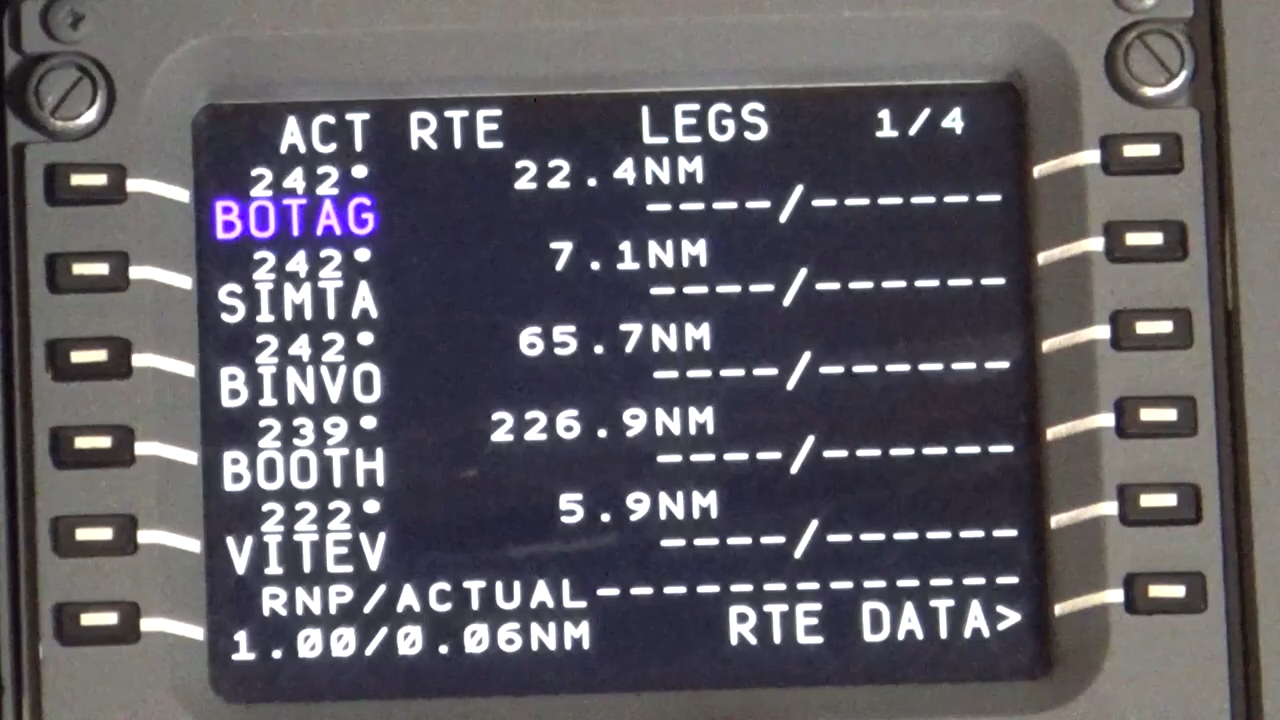 ACT RTE LEGS 1/4
242° 22.4NM
BOTAG ----/------
242° 7.1NM
SIMTA ----/------
242° 65.7NM
BINVO ----/------
239° 226.9NM
BOOTH ----/------
222° 5.9NM
VITEV ----/------
RNP/ACTUAL-------------
1.00/0.06NM RTE DATA>